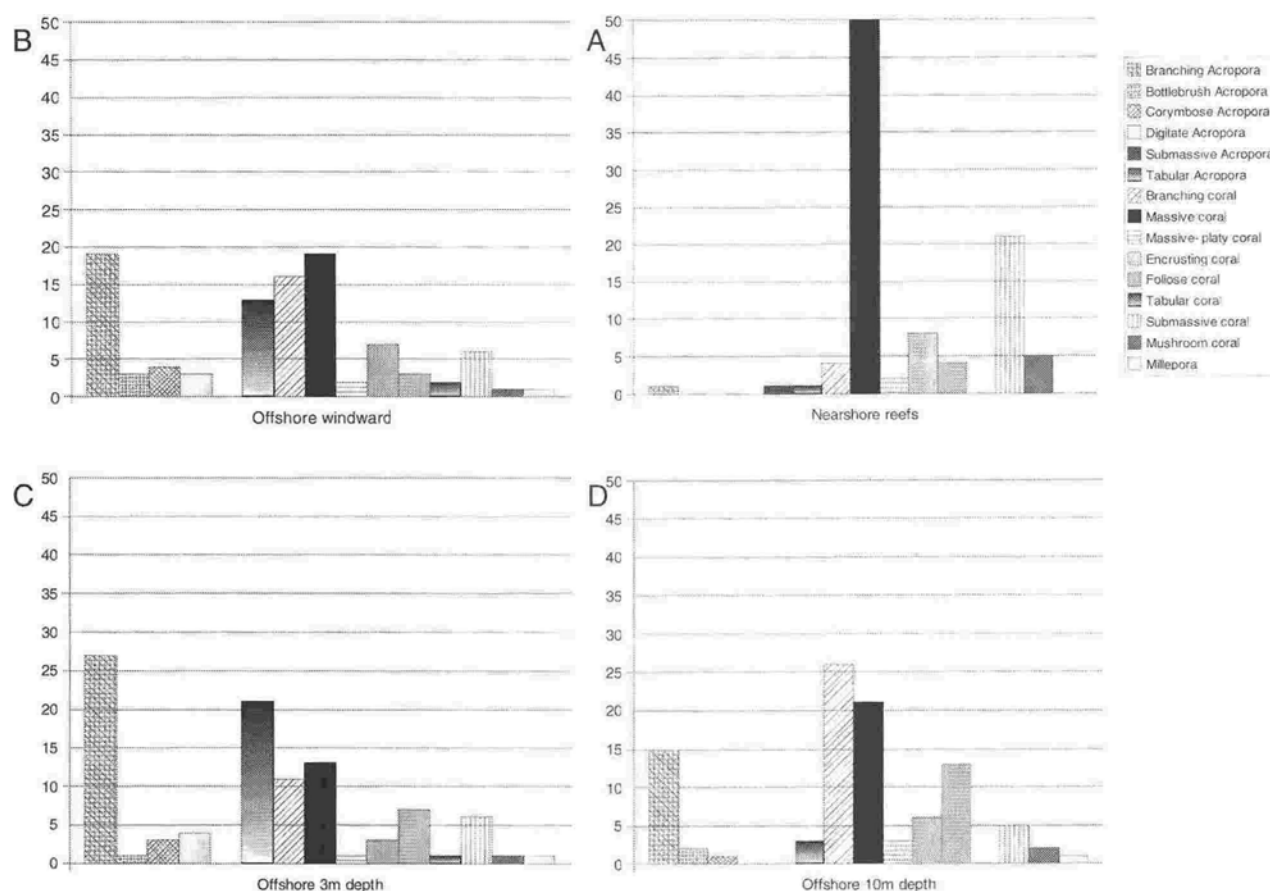 B
50
45
40
35
30
25
20
15
10
5
0
Offshore windward
A
50
45
40
35
30
25
20
15
10
5
0
Nearshore reefs
Branching Acropora
Bottlebrush Acropora
Corymbose Acropora
Digitate Acropora
Submassive Acropora
Tabular Acropora
Branching coral
Massive coral
Massive- platy coral
Encrusting coral
Foliose coral
Tabular coral
Submassive coral
Mushroom coral
Millepora
C
50
45
40
35
30
25
20
15
10
5
0
Offshore 3m depth
D
50
45
40
35
30
25
20
15
10
5
0
Offshore 10m depth